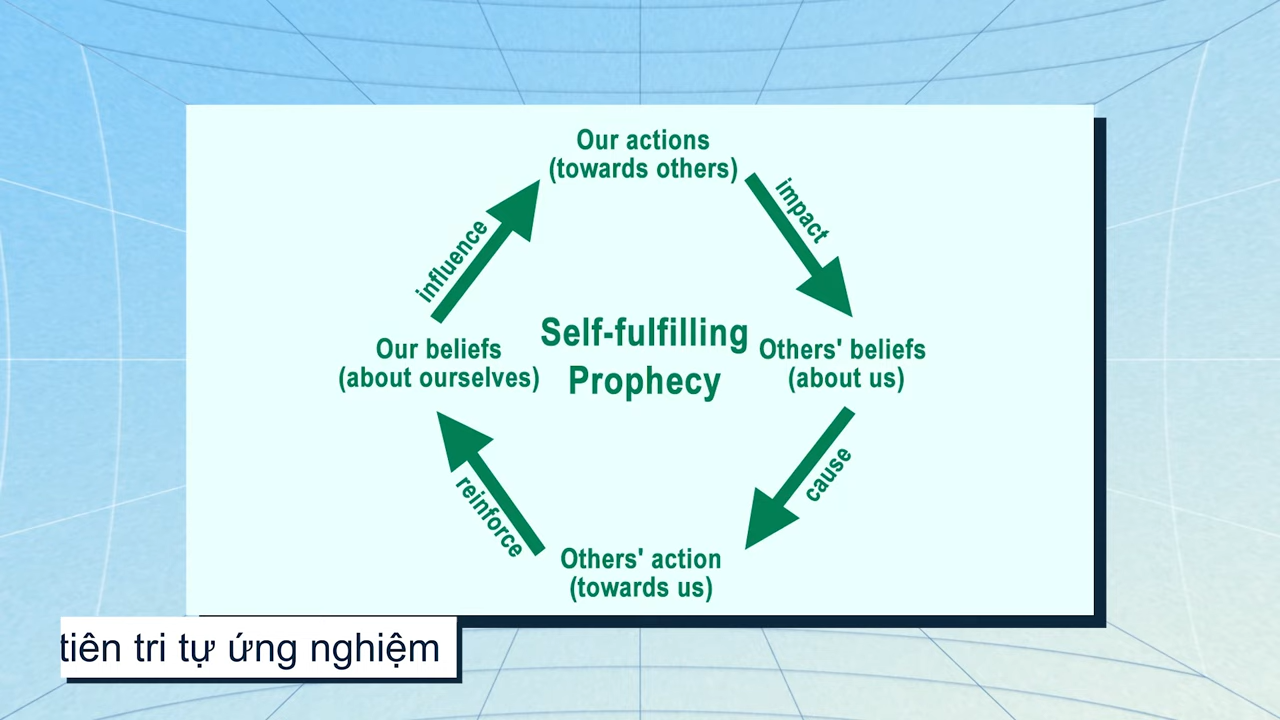 Our actions
(towards others)
impact
influence
Self-fulfilling
Prophecy
Our beliefs
(about ourselves)
Others' beliefs
(about us)
reinforce
cause
Others' action
(towards us)
tiên tri tự ứng nghiệm